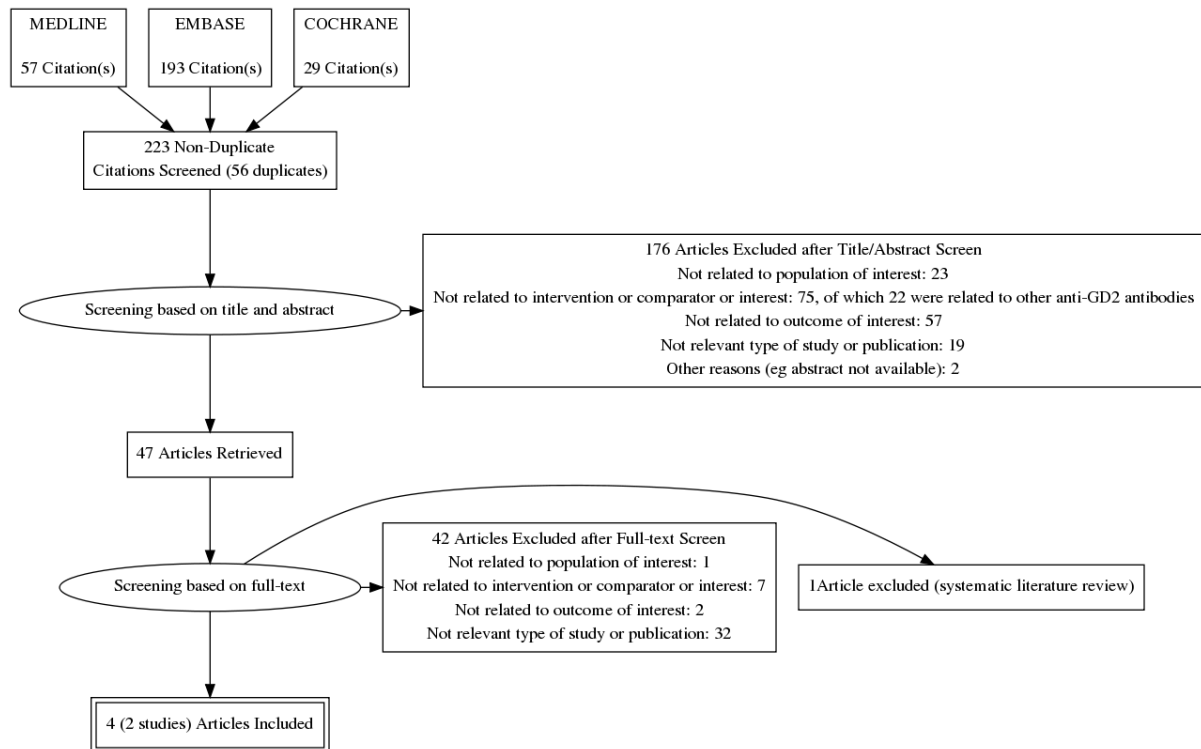 MEDLINE
57 Citation(s)
EMBASE
193 Citation(s)
COCHRANE
29 Citation(s)
223 Non-Duplicate
Citations Screened (56 duplicates)
Screening based on title and abstract
176 Articles Excluded after Title/Abstract Screen
Not related to population of interest: 23
Not related to intervention or comparator or interest: 75, of which 22 were related to other anti-GD2 antibodies
Not related to outcome of interest: 57
Not relevant type of study or publication: 19
Other reasons (eg abstract not available): 2
47 Articles Retrieved
Screening based on full-text
42 Articles Excluded after Full-text Screen
Not related to population of interest: 1
Not related to intervention or comparator or interest: 7
Not related to outcome of interest: 2
Not relevant type of study or publication: 32
1Article excluded (systematic literature review)
4 (2 studies) Articles Included